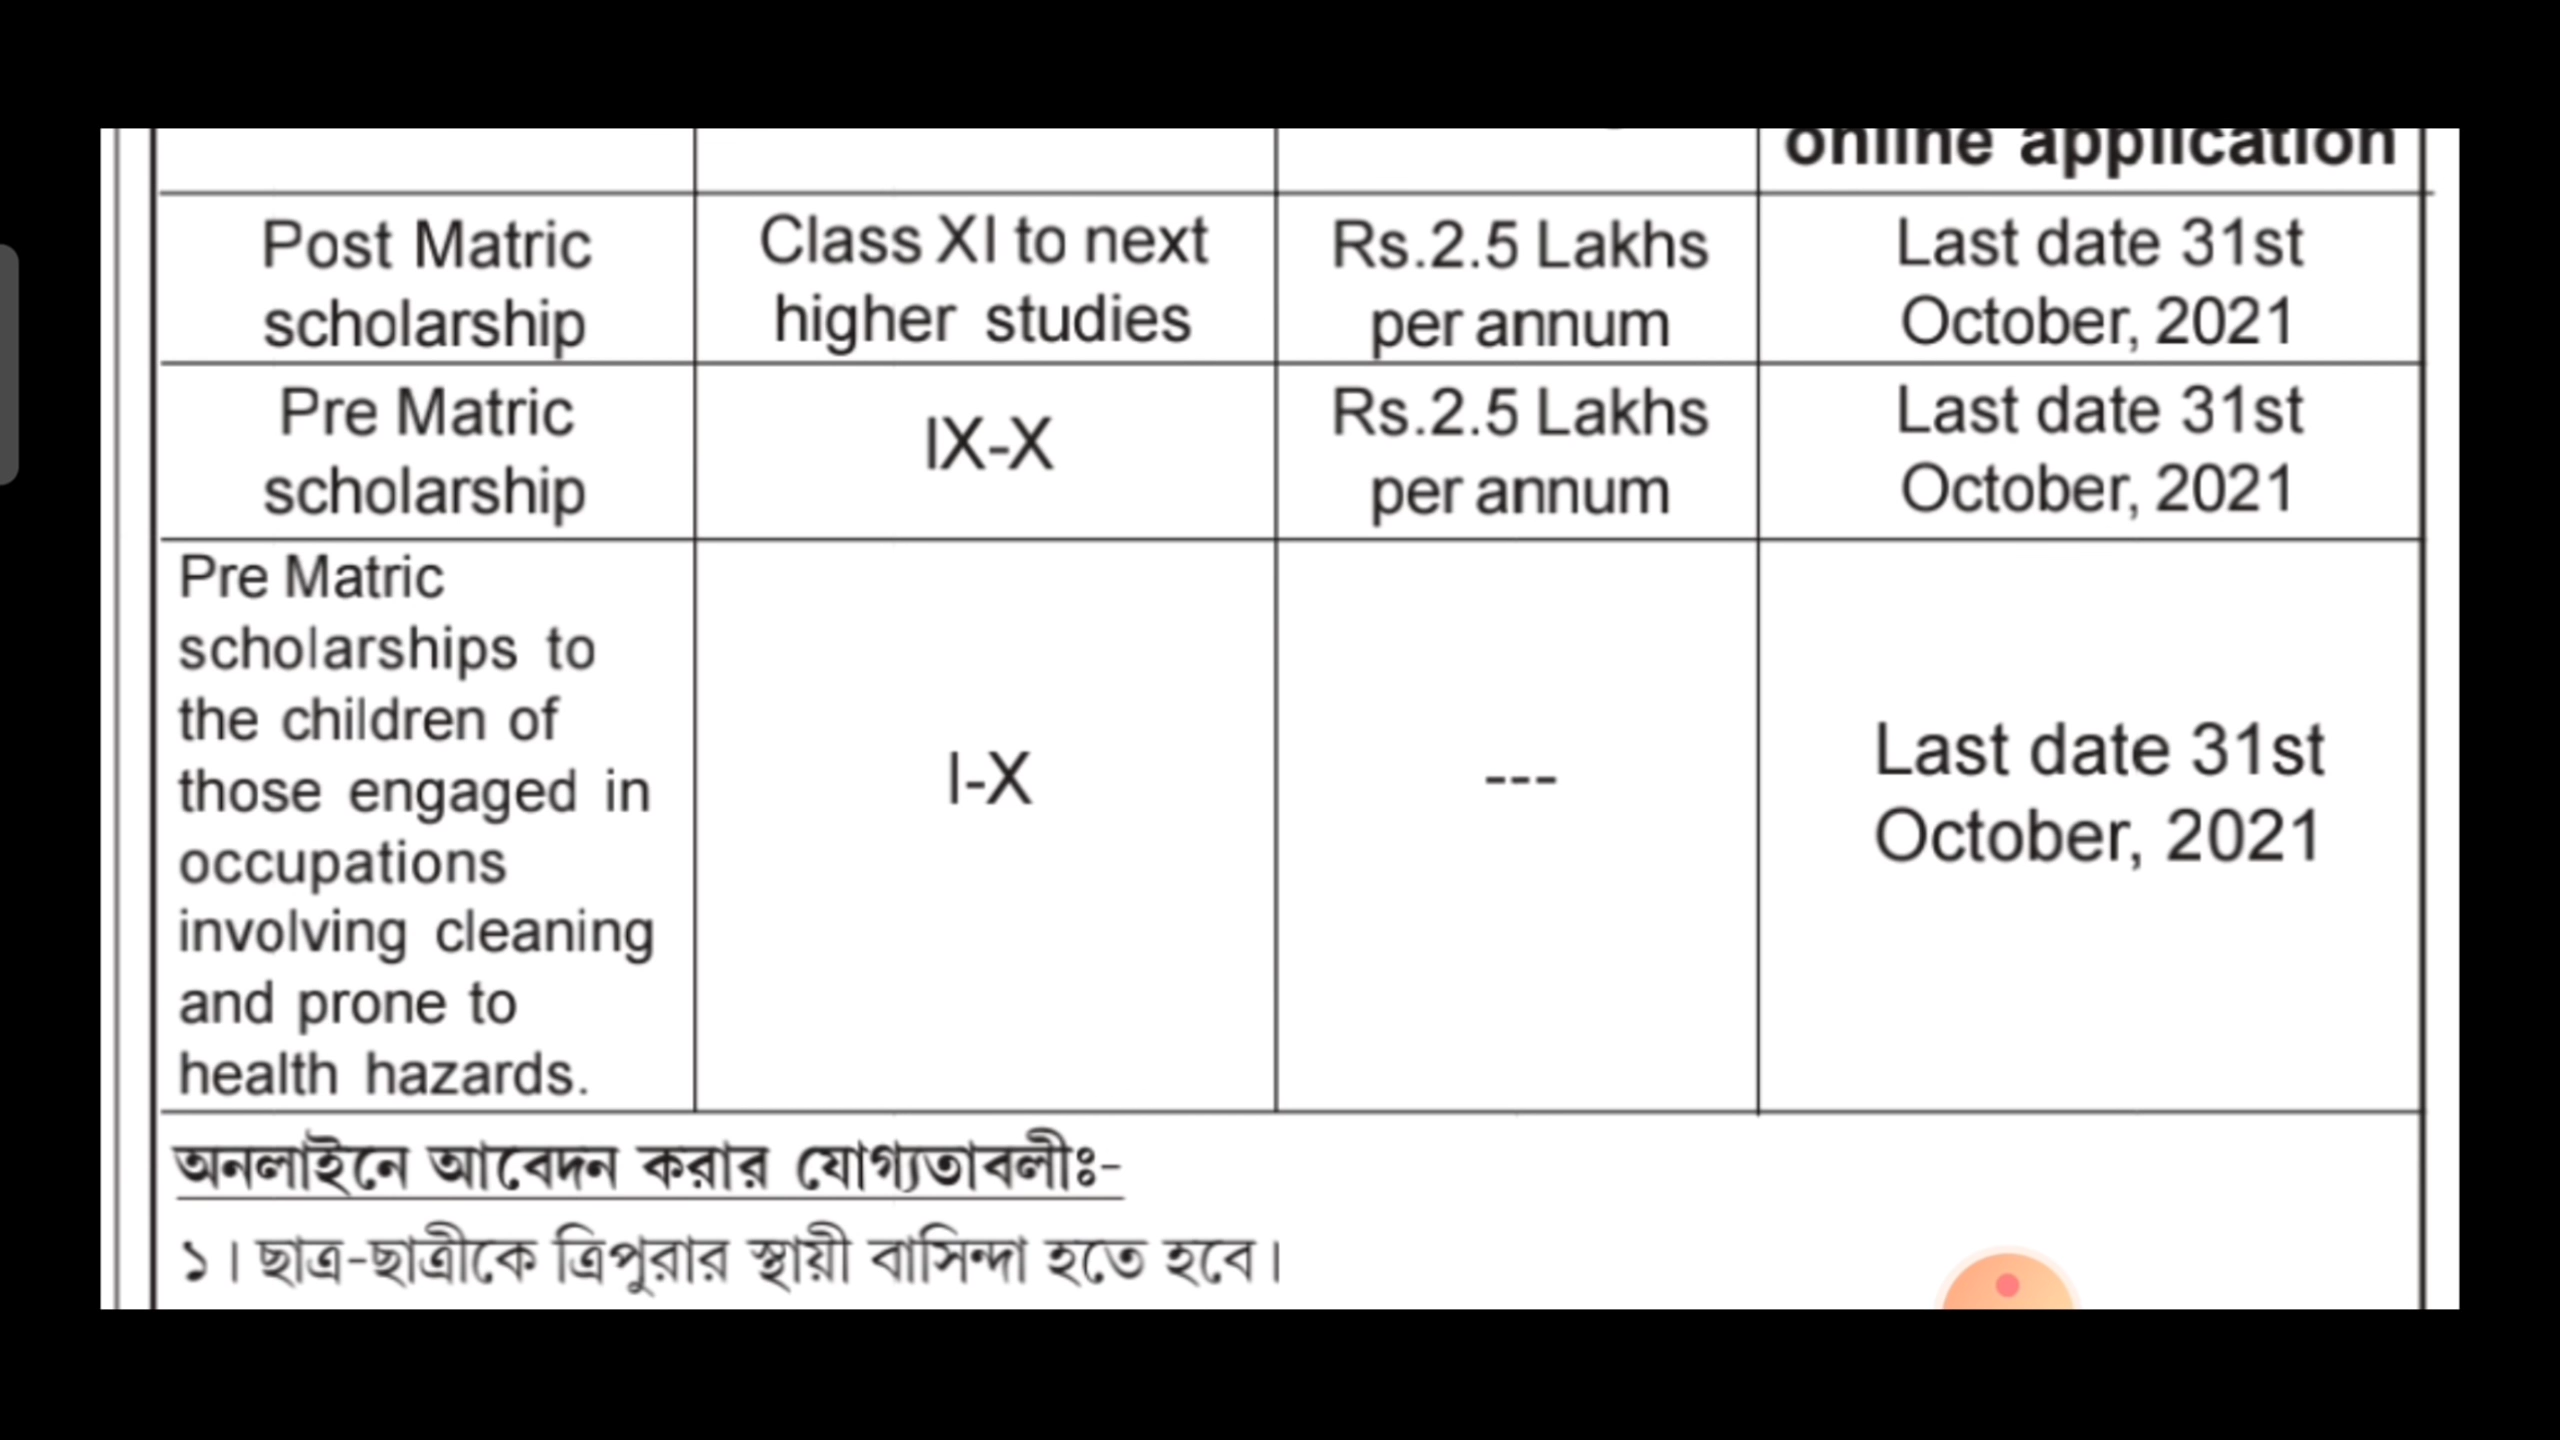 online application
Post Matric
scholarship
Class XI to next
higher studies
Rs.2.5 Lakhs
per annum
Last date 31st
October, 2021
Pre Matric
scholarship
IX-X
Rs.2.5 Lakhs
per annum
Last date 31st
October, 2021
Pre Matric
scholarships to
the children of
those engaged in
occupations
involving cleaning
and prone to
health hazards.
I-X
---
Last date 31st
October, 2021
অনলাইনে আবেদন করার যোগ্যতাবলীঃ-
১। ছাত্র-ছাত্রীকে ত্রিপুরার স্থায়ী বাসিন্দা হতে হবে।